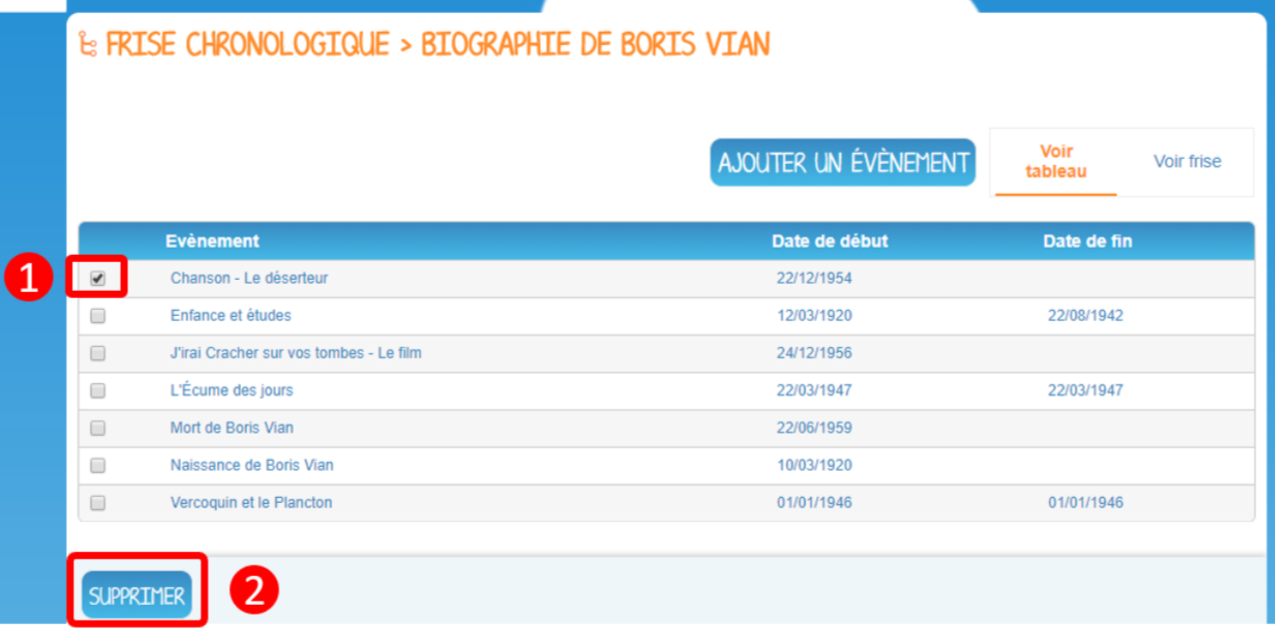 FRISE CHRONOLOGIQUE > BIOGRAPHIE DE BORIS VIAN
AJOUTER UN ÉVÈNEMENT
Voir tableau
Voir frise
Evènement Date de début Date de fin
1
Chanson - Le déserteur 22/12/1954
Enfance et études 12/03/1920 22/08/1942
J'irai Cracher sur vos tombes - Le film 24/12/1956
L'Écume des jours 22/03/1947 22/03/1947
Mort de Boris Vian 22/06/1959
Naissance de Boris Vian 10/03/1920
Vercoquin et le Plancton 01/01/1946 01/01/1946
SUPPRIMER
2